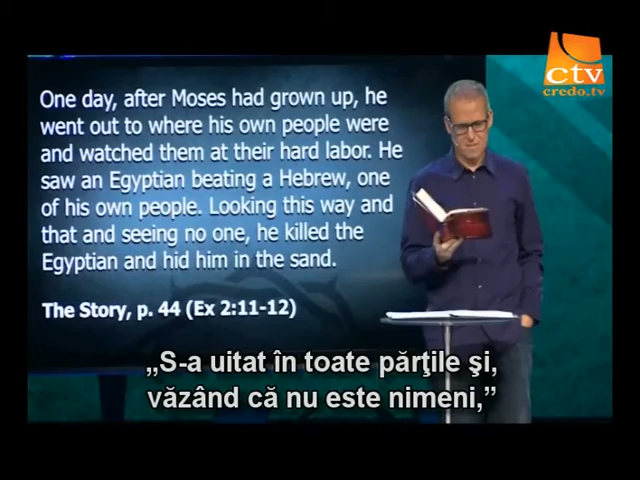 One day, after Moses had grown up, he
went out to where his own people were
and watched them at their hard labor. He
saw an Egyptian beating a Hebrew, one
of his own people. Looking this way and
that and seeing no one, he killed the
Egyptian and hid him in the sand.
The Story, p. 44 (Ex 2:11-12)
ctv
credo.tv
„S-a uitat în toate părţile şi,
văzând că nu este nimeni,”